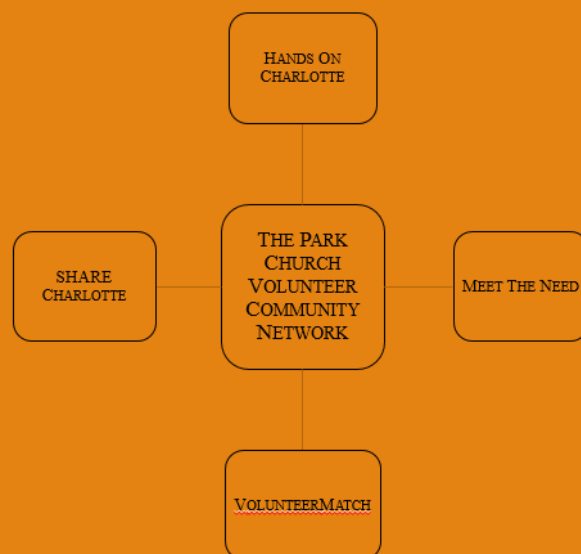 HANDS ON
CHARLOTTE
THE PARK
CHURCH
VOLUNTEER
COMMUNITY
NETWORK
SHARE
CHARLOTTE
MEET THE NEED
VOLUNTEERMATCH